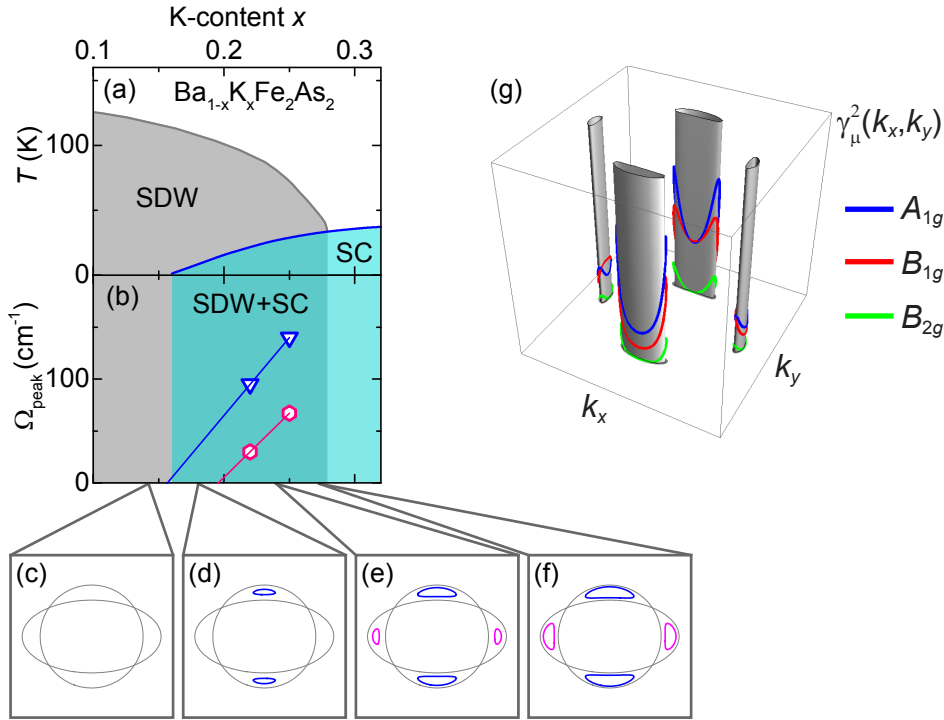 K-content x
0.1 0.2 0.3
(a) Ba1-xKxFe2As2
T (K)
100
0
SDW
SC
(b) SDW+SC
Ωpeak (cm-1)
100
0
(c) (d) (e) (f)
(g)
γμ2(kx,ky)
A1g
B1g
B2g
kx
ky